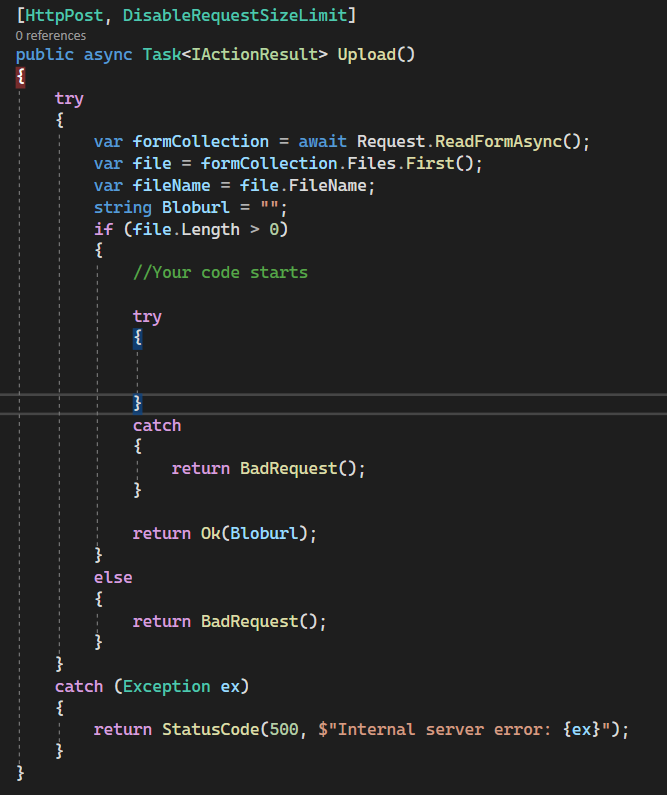 [HttpPost, DisableRequestSizeLimit]
0 references
public async Task<IActionResult> Upload()
{
try
{
var formCollection = await Request.ReadFormAsync();
var file = formCollection.Files.First();
var fileName = file.FileName;
string Bloburl = "";
if (file.Length > 0)
{
//Your code starts
try
{
}
catch
{
return BadRequest();
}
return Ok(Bloburl);
}
else
{
return BadRequest();
}
}
catch (Exception ex)
{
return StatusCode(500, $"Internal server error: {ex}");
}
}